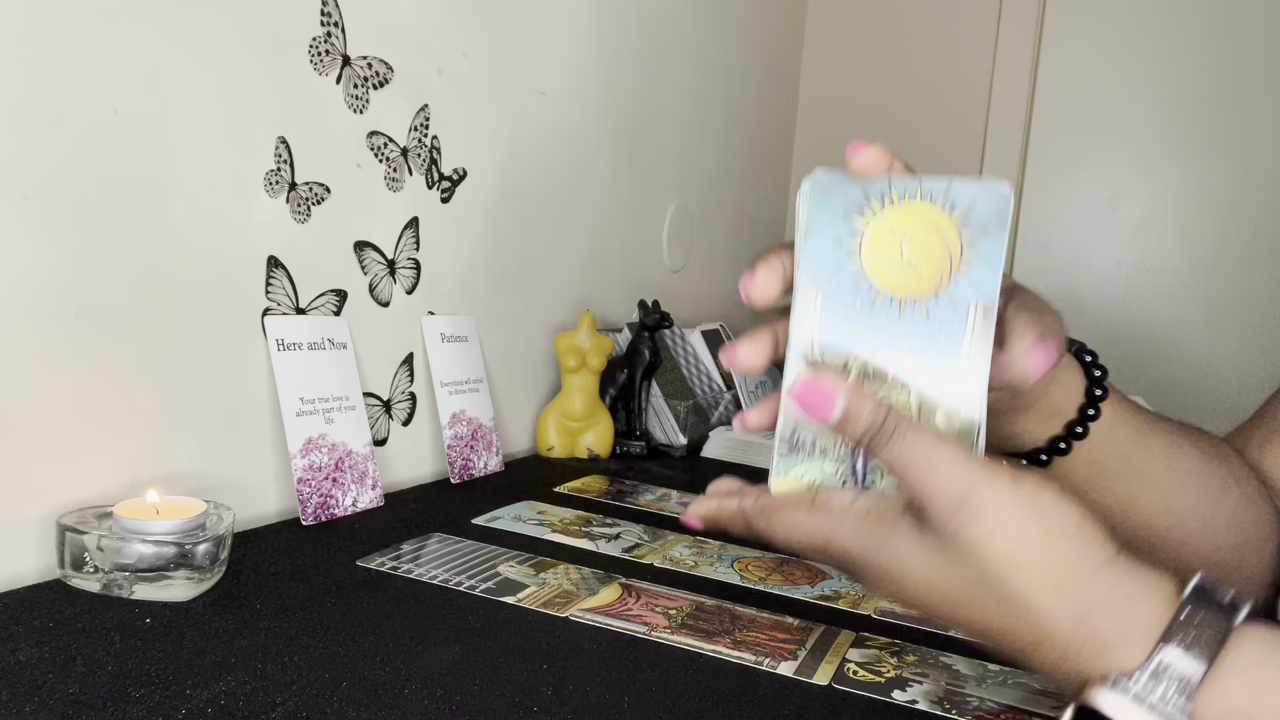 Here and Now
Your true love is
already part of your
life.
Patience
Everything will unfold
in divine timing